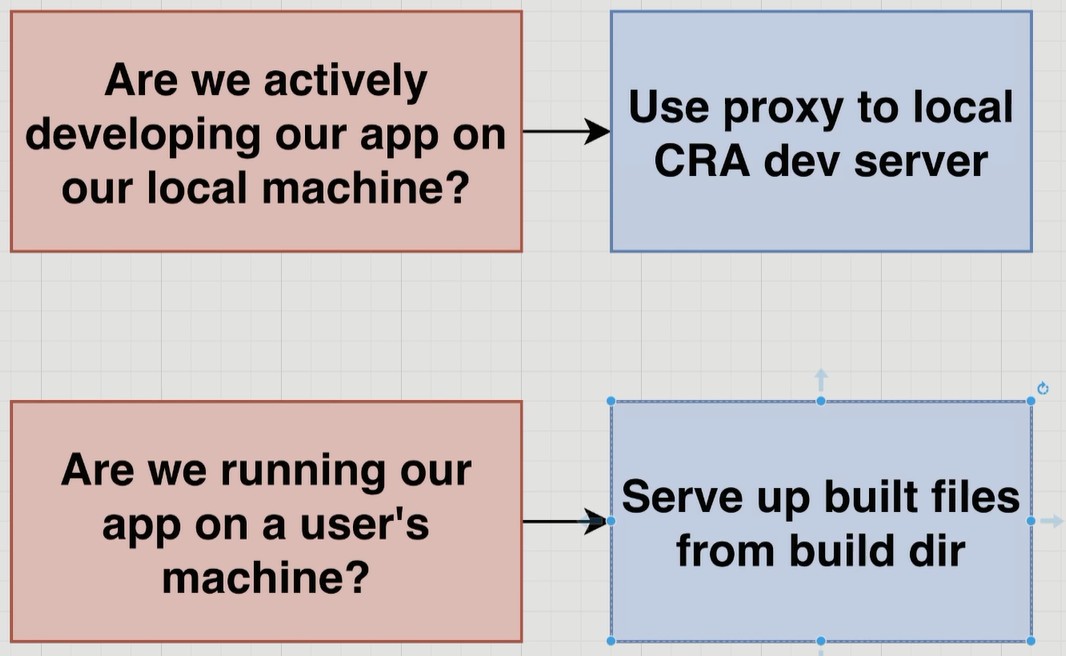 Are we actively
developing our app on
our local machine?
Use proxy to local
CRA dev server
Are we running our
app on a user's
machine?
Serve up built files
from build dir